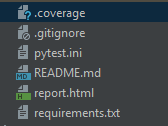 .coverage
.gitignore
pytest.ini
README.md
report.html
requirements.txt